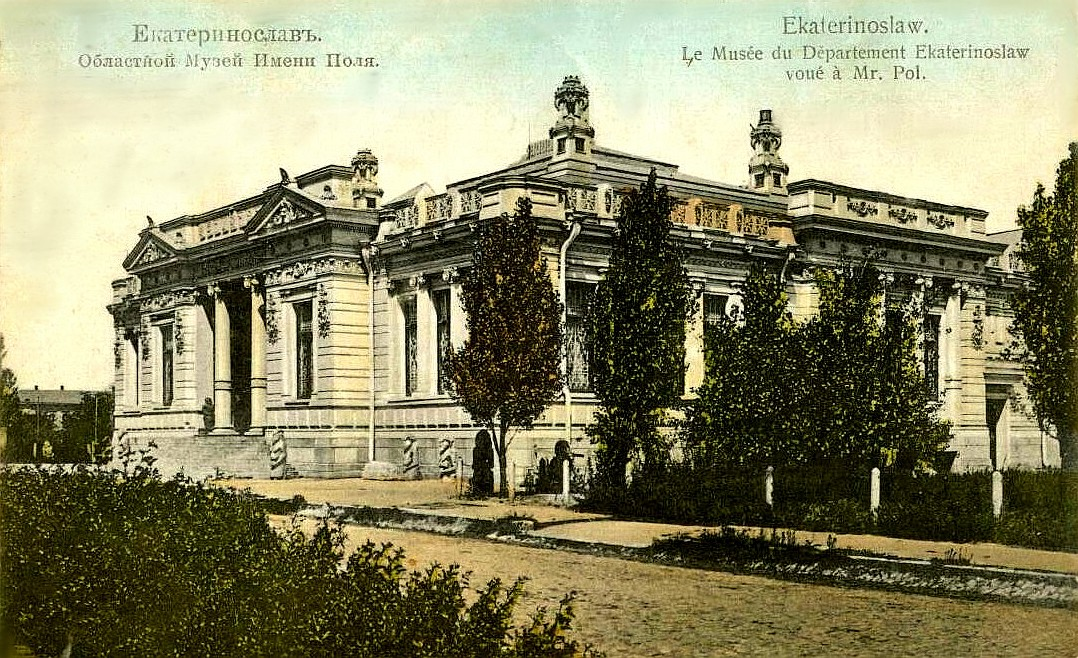 Екатеринославъ.
Областной Музей Имени Поля.
Ekaterinoslaw.
Le Musée du Département Ekaterinoslaw
voué à Mr. Pol.